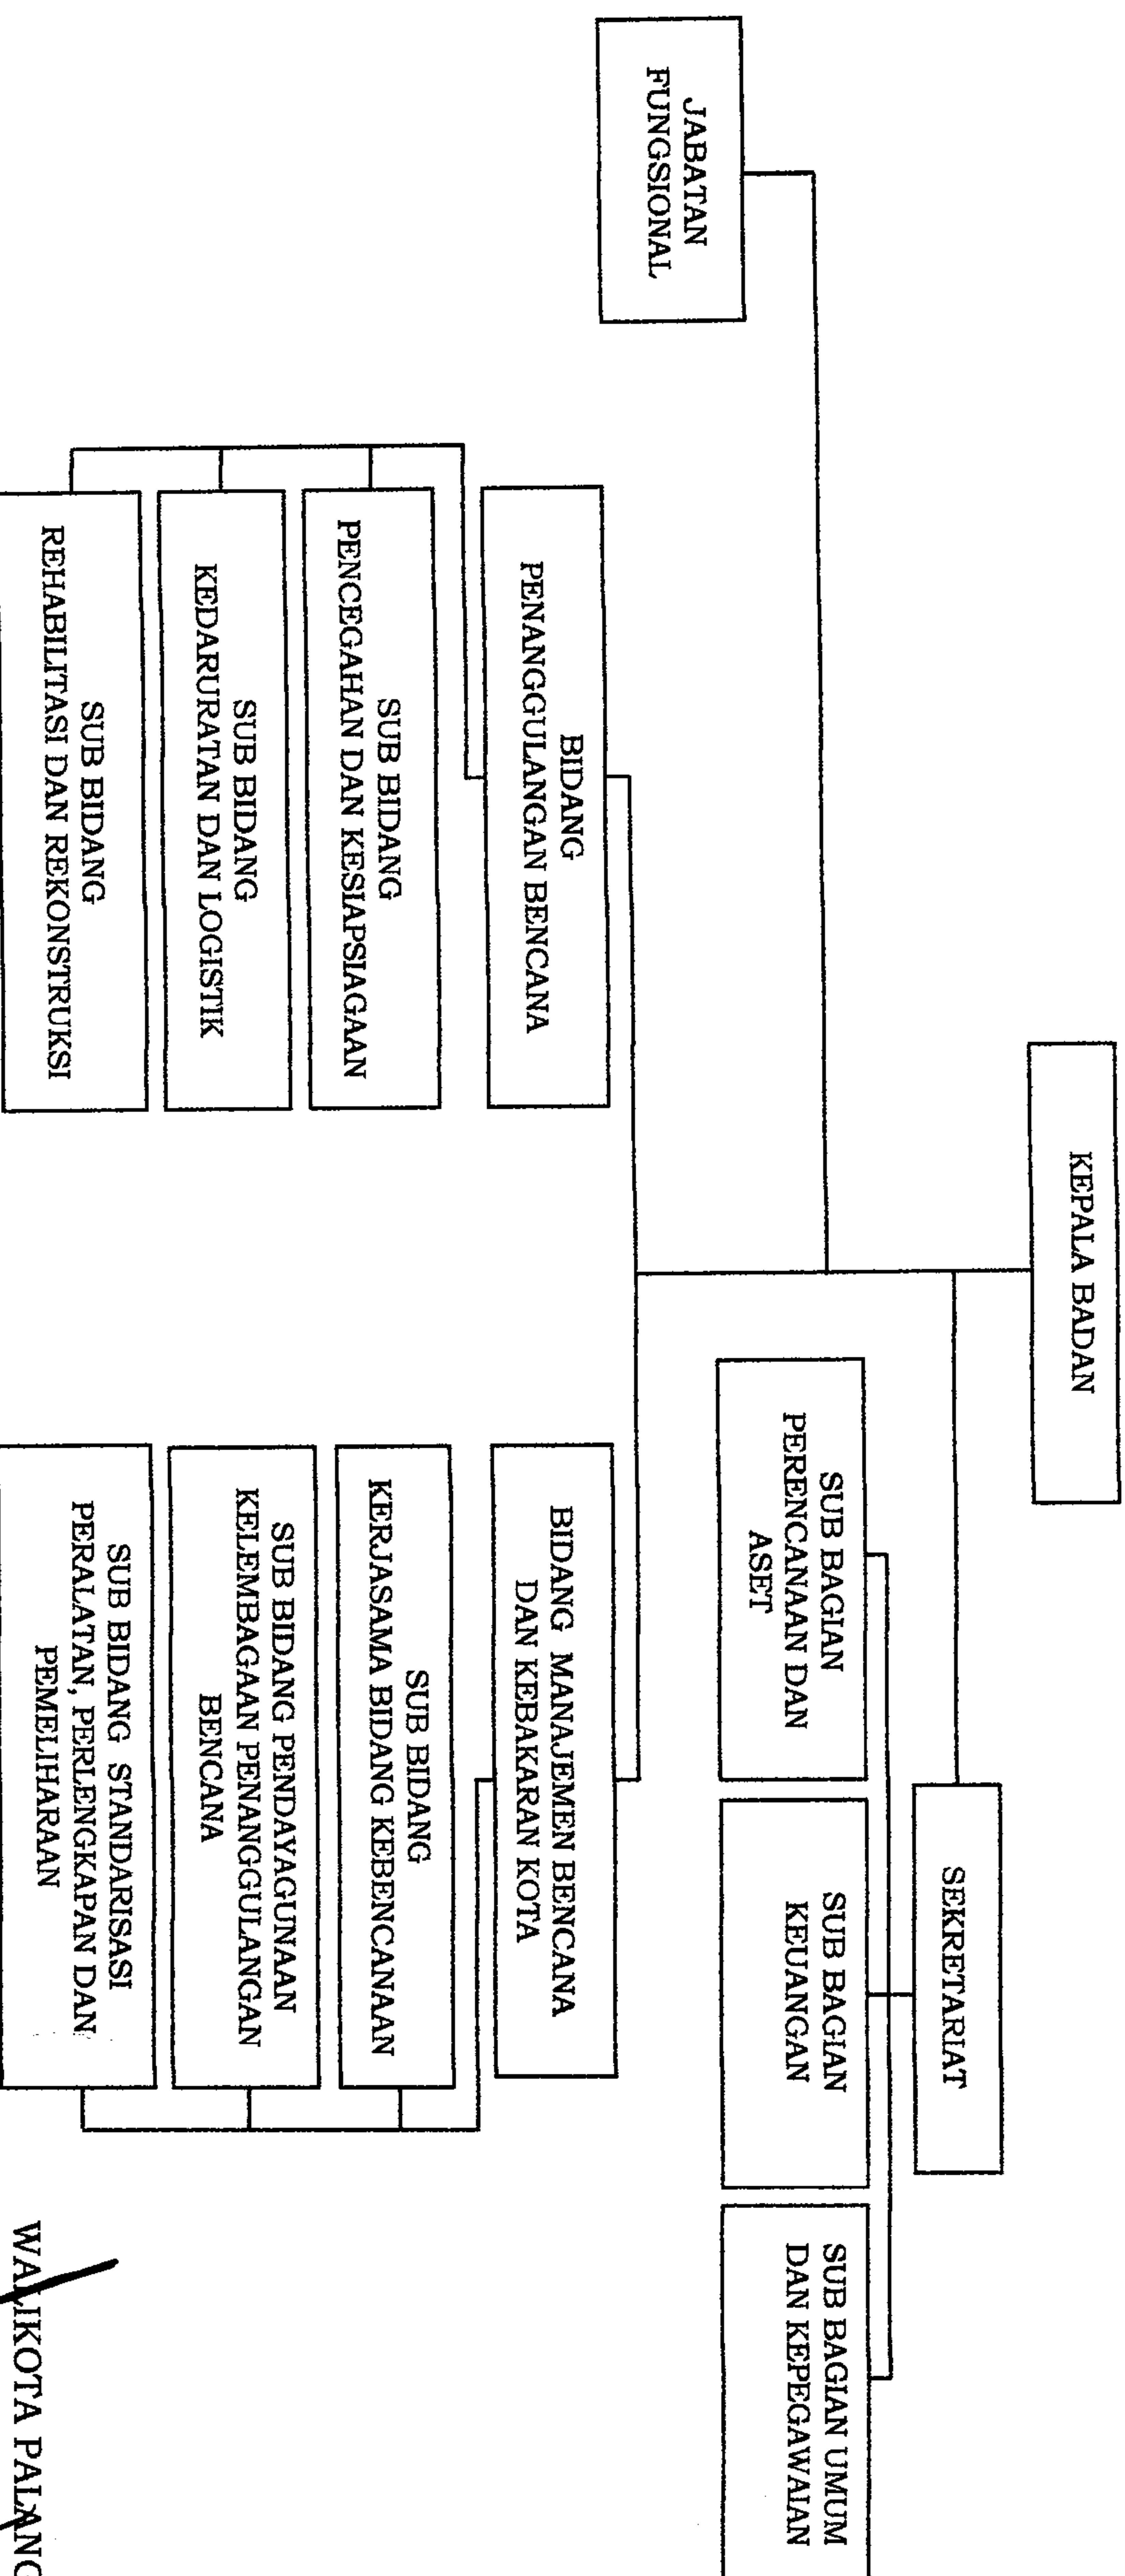 KEPALA BADAN
SEKRETARIAT
SUB BAGIAN
PERENCANAAN DAN
ASET
SUB BAGIAN
KEUANGAN
SUB BAGIAN UMUM
DAN KEPEGAWAIAN
JABATAN
FUNGSIONAL
BIDANG
PENANGGULANGAN BENCANA
SUB BIDANG
PENCEGAHAN DAN KESIAPSIAGAAN
SUB BIDANG
KEDARURATAN DAN LOGISTIK
SUB BIDANG
REHABILITASI DAN REKONSTRUKSI
BIDANG MANAJEMEN BENCANA
DAN KEBAKARAN KOTA
SUB BIDANG
KERJASAMA BIDANG KEBENCANAAN
SUB BIDANG PENDAYAGUNAAN
KELEMBAGAAN PENANGGULANGAN
BENCANA
SUB BIDANG STANDARISASI
PERALATAN, PERLENGKAPAN DAN
PEMELIHARAAN
WALIKOTA